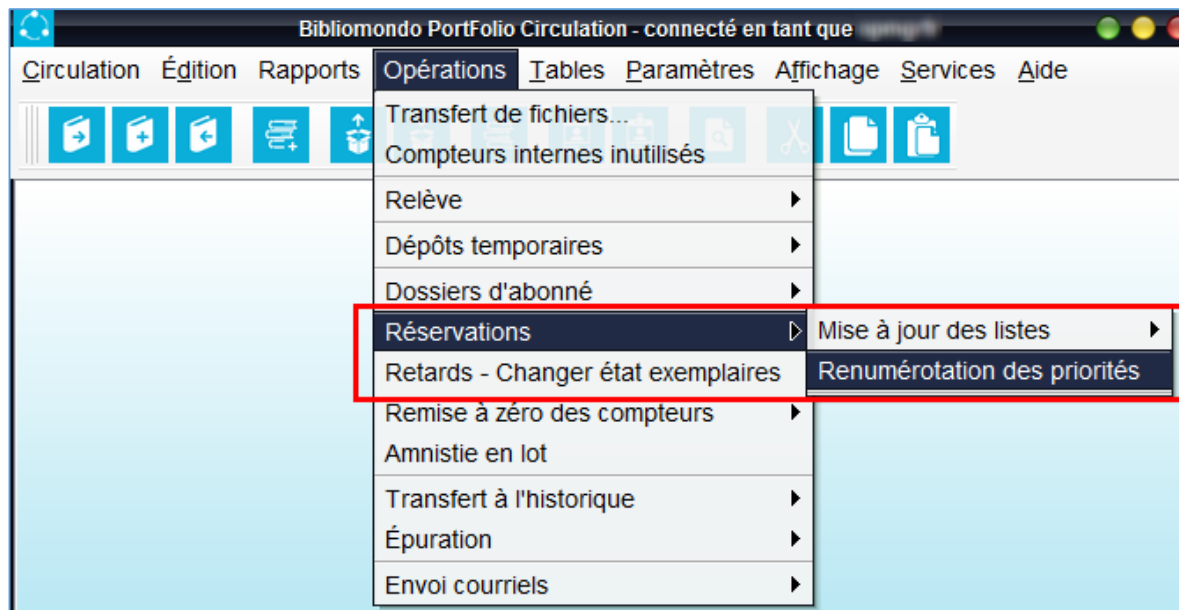 Bibliomondo PortFolio Circulation - connecté en tant que
Circulation Édition Rapports Opérations Tables Paramètres Affichage Services Aide
Transfert de fichiers...
Compteurs internes inutilisés
Relève
Dépôts temporaires
Dossiers d'abonné
Réservations
Mise à jour des listes
Retards - Changer état exemplaires
Renumérotation des priorités
Remise à zéro des compteurs
Amnistie en lot
Transfert à l'historique
Épuration
Envoi courriels